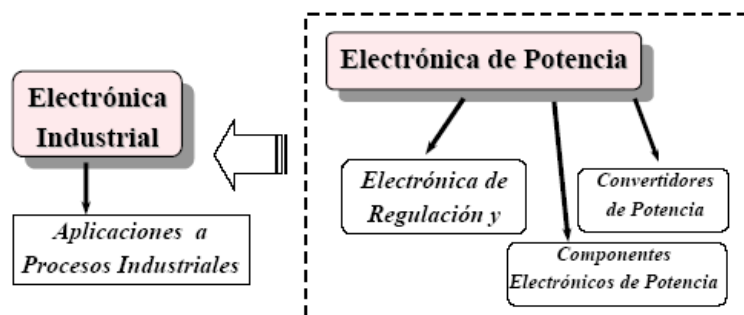 Electrónica
Industrial
Aplicaciones a
Procesos Industriales
Electrónica de Potencia
Electrónica de
Regulación y
Convertidores
de Potencia
Componentes
Electrónicos de Potencia